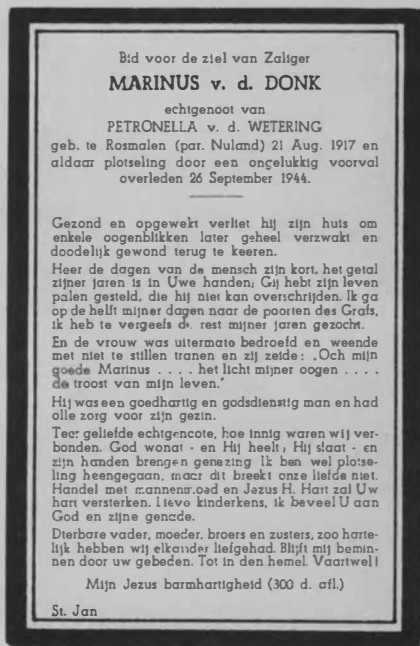 Bid voor de ziel van Zaliger
MARINUS v. d. DONK
echtgenoot van
PETRONELLA v. d. WETERING
geb. te Rosmalen (par. Nuland) 21 Aug. 1917 en
aldaar plotseling door een ongelukkig voorval
overleden 26 September 1944.
Gezond en opgewekt verliet hij zijn huis om
enkele oogenblikken later geheel verzwakt en
doodelijk gewond terug te keeren.
Heer de dagen van de mensch zijn kort, het getal
zijner jaren is in Uwe handen; Gij hebt zijn leven
palen gesteld, die hij niet kan overschrijden. Ik ga
op de helft mijner dagen naar de poorten des Grafs,
ik heb te vergeefs de rest mijner jaren gezocht.
En de vrouw was uitermato bedroefd en weende
met niet te stillen tranen en zij zeide: „Och mijn
goede Marinus . . . . het licht mijner oogen . . . .
de troost van mijn leven."
Hij was een goedhartig en godsdienstig man en had
olle zorg voor zijn gezin.
Teer geliefde echtgencote, hoe innig waren wij ver-
bonden. God wonat - en Hij heelt, Hij slaat - en
zijn handen brengen genezing Ik ben wel plotse-
ling heengegaan, maar dit breekt onze liefde niet.
Handel met mannenmoed en Jezus H. Hart zal Uw
hart versterken. Lieve kinderkens, ik beveel U aan
God en zijne genade.
Dierbare vader, moeder, broers en zusters, zoo harte-
lijk hebben wij elkander liefgehad. Blijft mij bemin-
nen door uw gebeden. Tot in den hemel. Vaartwel!
Mijn Jezus barmhartigheid (300 d. afl.)
St. Jan